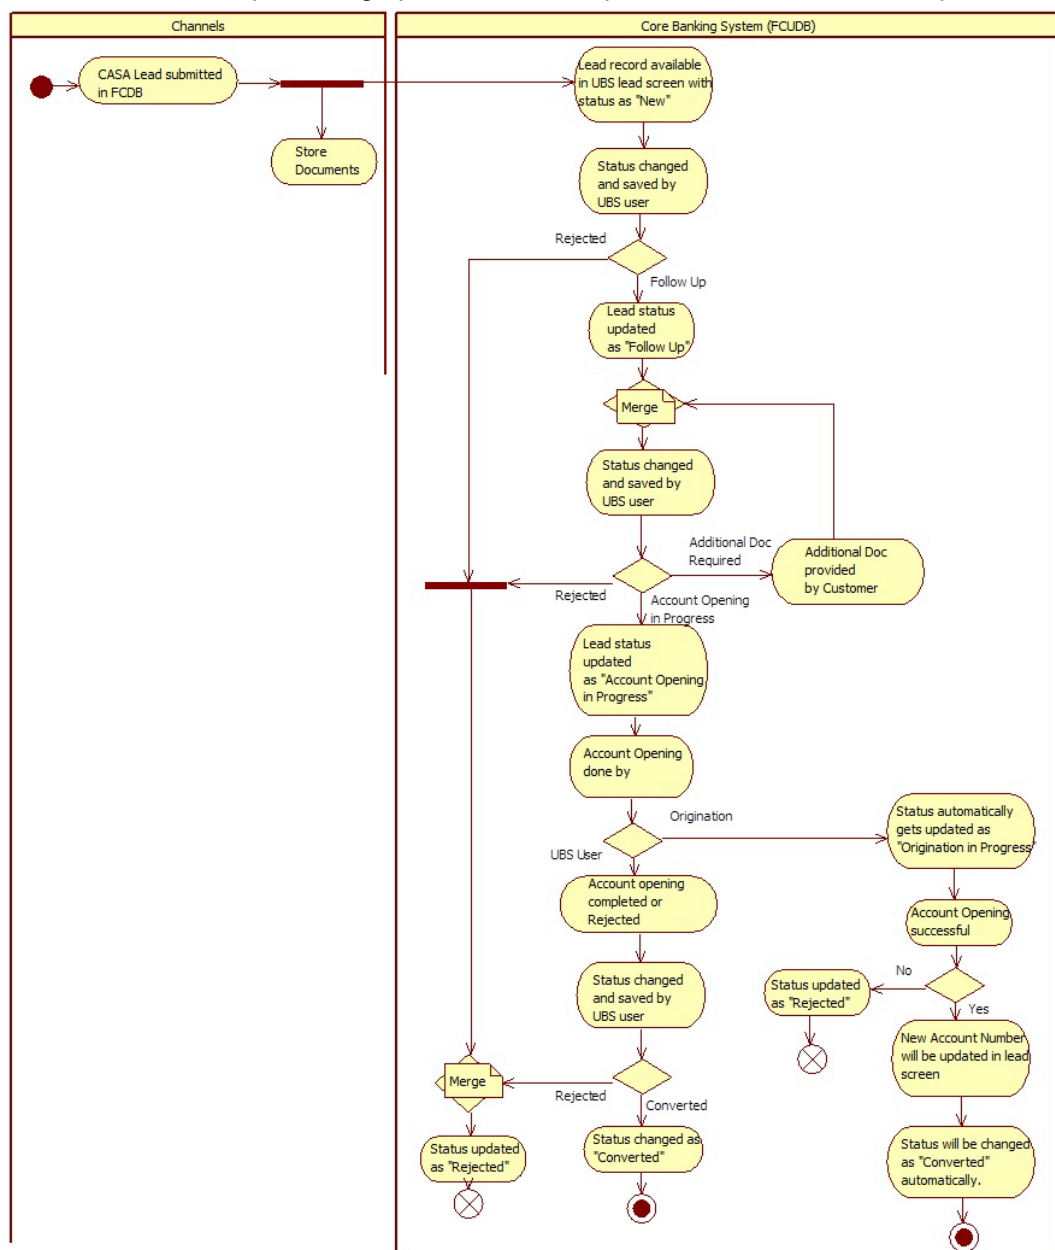 Channels
Core Banking System (FCUDB)
CASA Lead submitted
in FCDB
Lead record available
in UBS lead screen with
status as "New"
Store
Documents
Status changed
and saved by
UBS user
Rejected
Follow Up
Lead status
updated
as "Follow Up"
Merge
Status changed
and saved by
UBS user
Additional Doc
Required
Additional Doc
provided
by Customer
Rejected
Account Opening
in Progress
Lead status
updated
as "Account Opening
in Progress"
Account Opening
done by
Origination
Status automatically
gets updated as
"Origination in Progress"
UBS User
Account opening
completed or
Rejected
Account Opening
successful
No
Status updated
as "Rejected"
Yes
Status changed
and saved by
UBS user
New Account Number
will be updated in lead
screen
Merge
Rejected
Converted
Status updated
as "Rejected"
Status changed as
"Converted"
Status will be changed
as "Converted"
automatically.